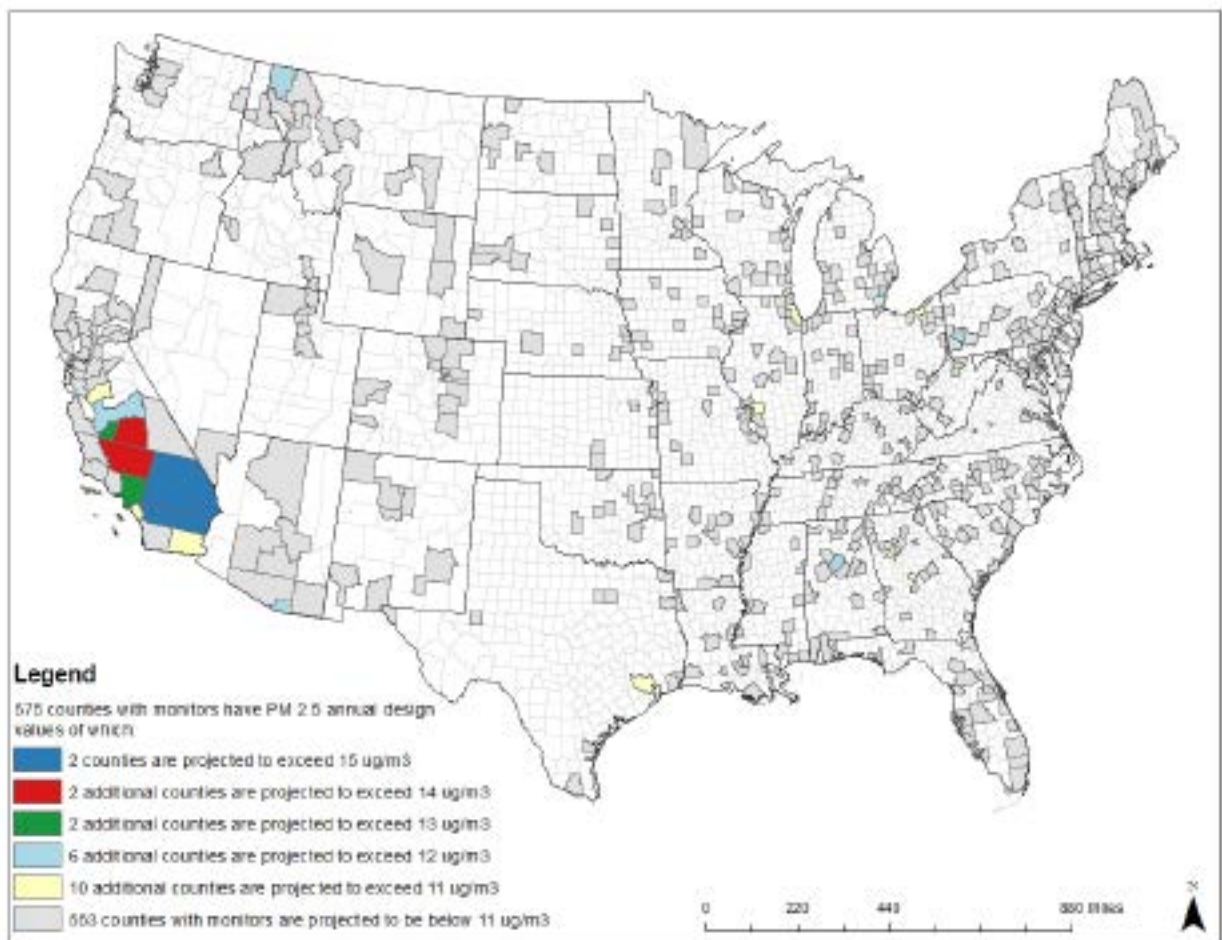 Legend
575 counties with monitors have PM 2.5 annual design
values of which:
2 counties are projected to exceed 15 ug/m3
2 additional counties are projected to exceed 14 ug/m3
2 additional counties are projected to exceed 13 ug/m3
6 additional counties are projected to exceed 12 ug/m3
10 additional counties are projected to exceed 11 ug/m3
553 counties with monitors are projected to be below 11 ug/m3
0 220 440 880 Miles
N